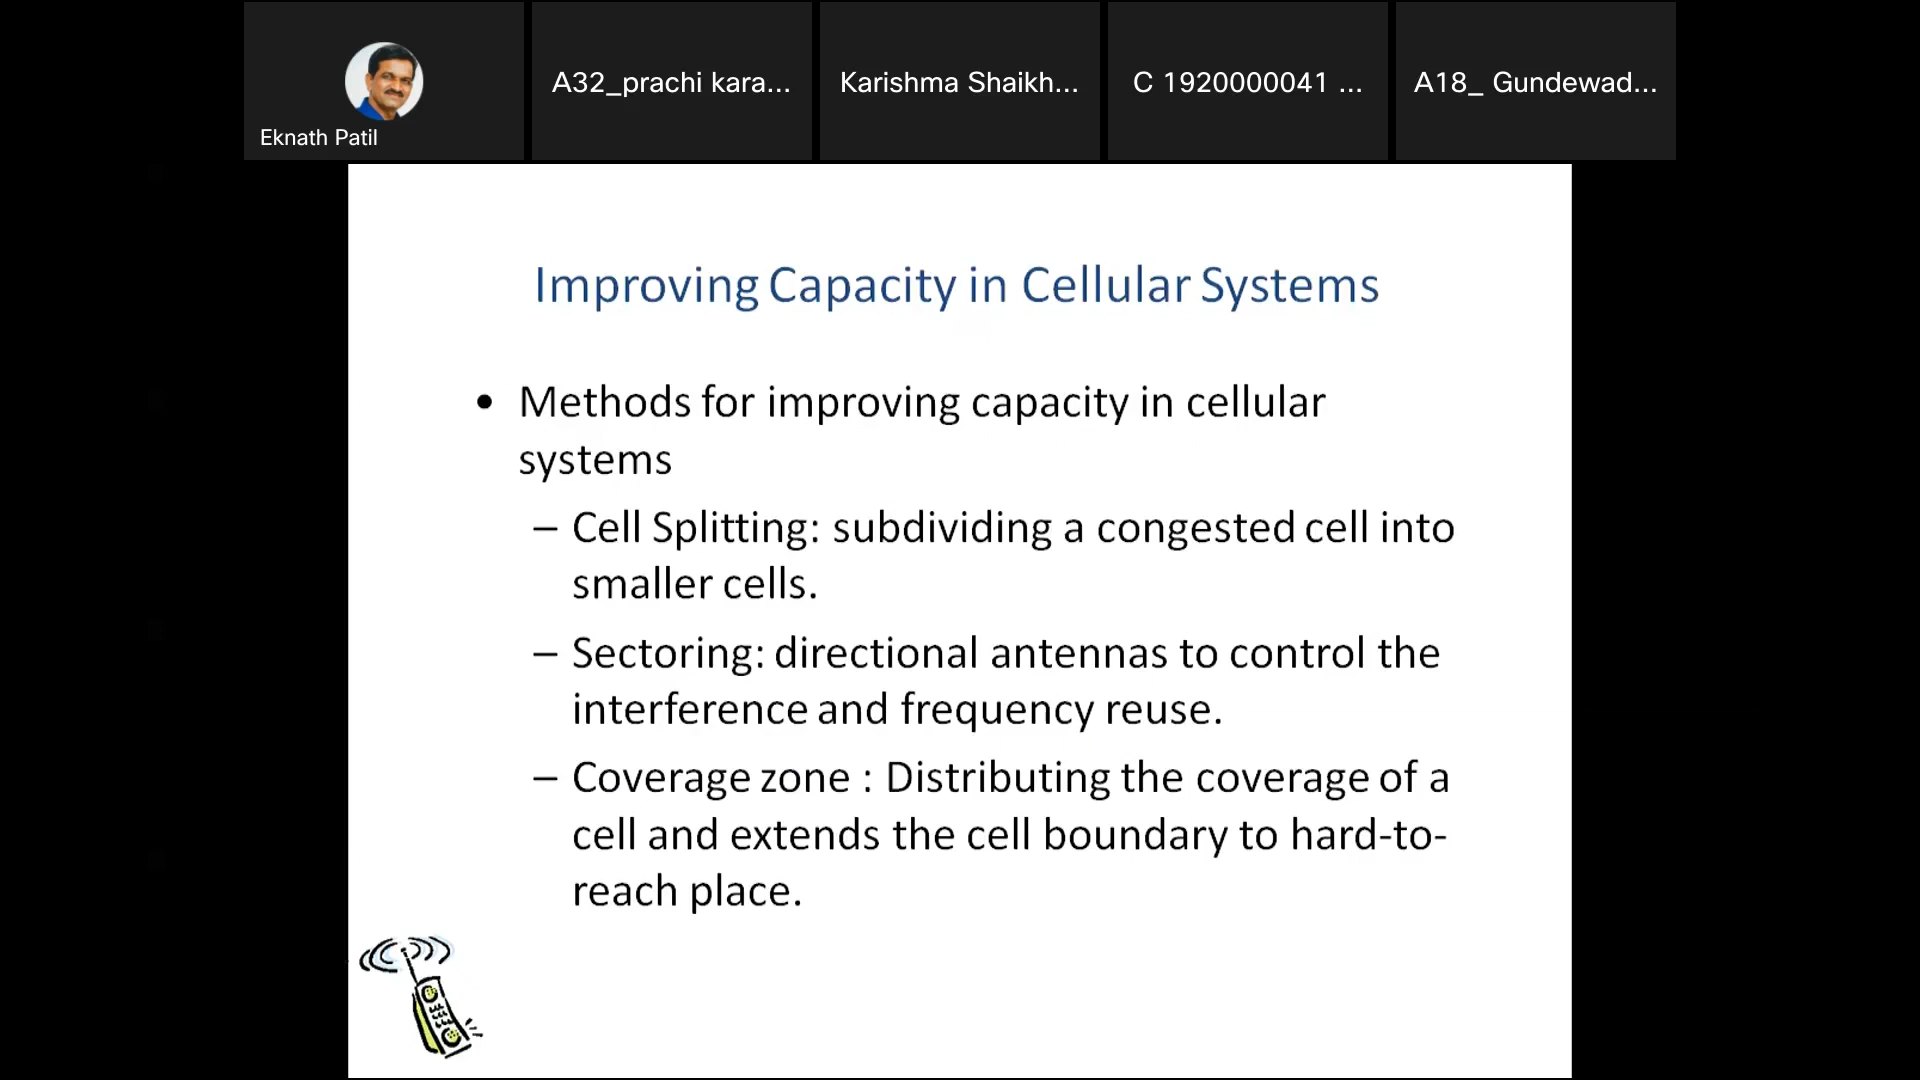 A32_prachi kara...
Karishma Shaikh...
C 1920000041 ...
A18_ Gundewad...
Eknath Patil
Improving Capacity in Cellular Systems
• Methods for improving capacity in cellular
systems
– Cell Splitting: subdividing a congested cell into
smaller cells.
– Sectoring: directional antennas to control the
interference and frequency reuse.
– Coverage zone : Distributing the coverage of a
cell and extends the cell boundary to hard-to-
reach place.